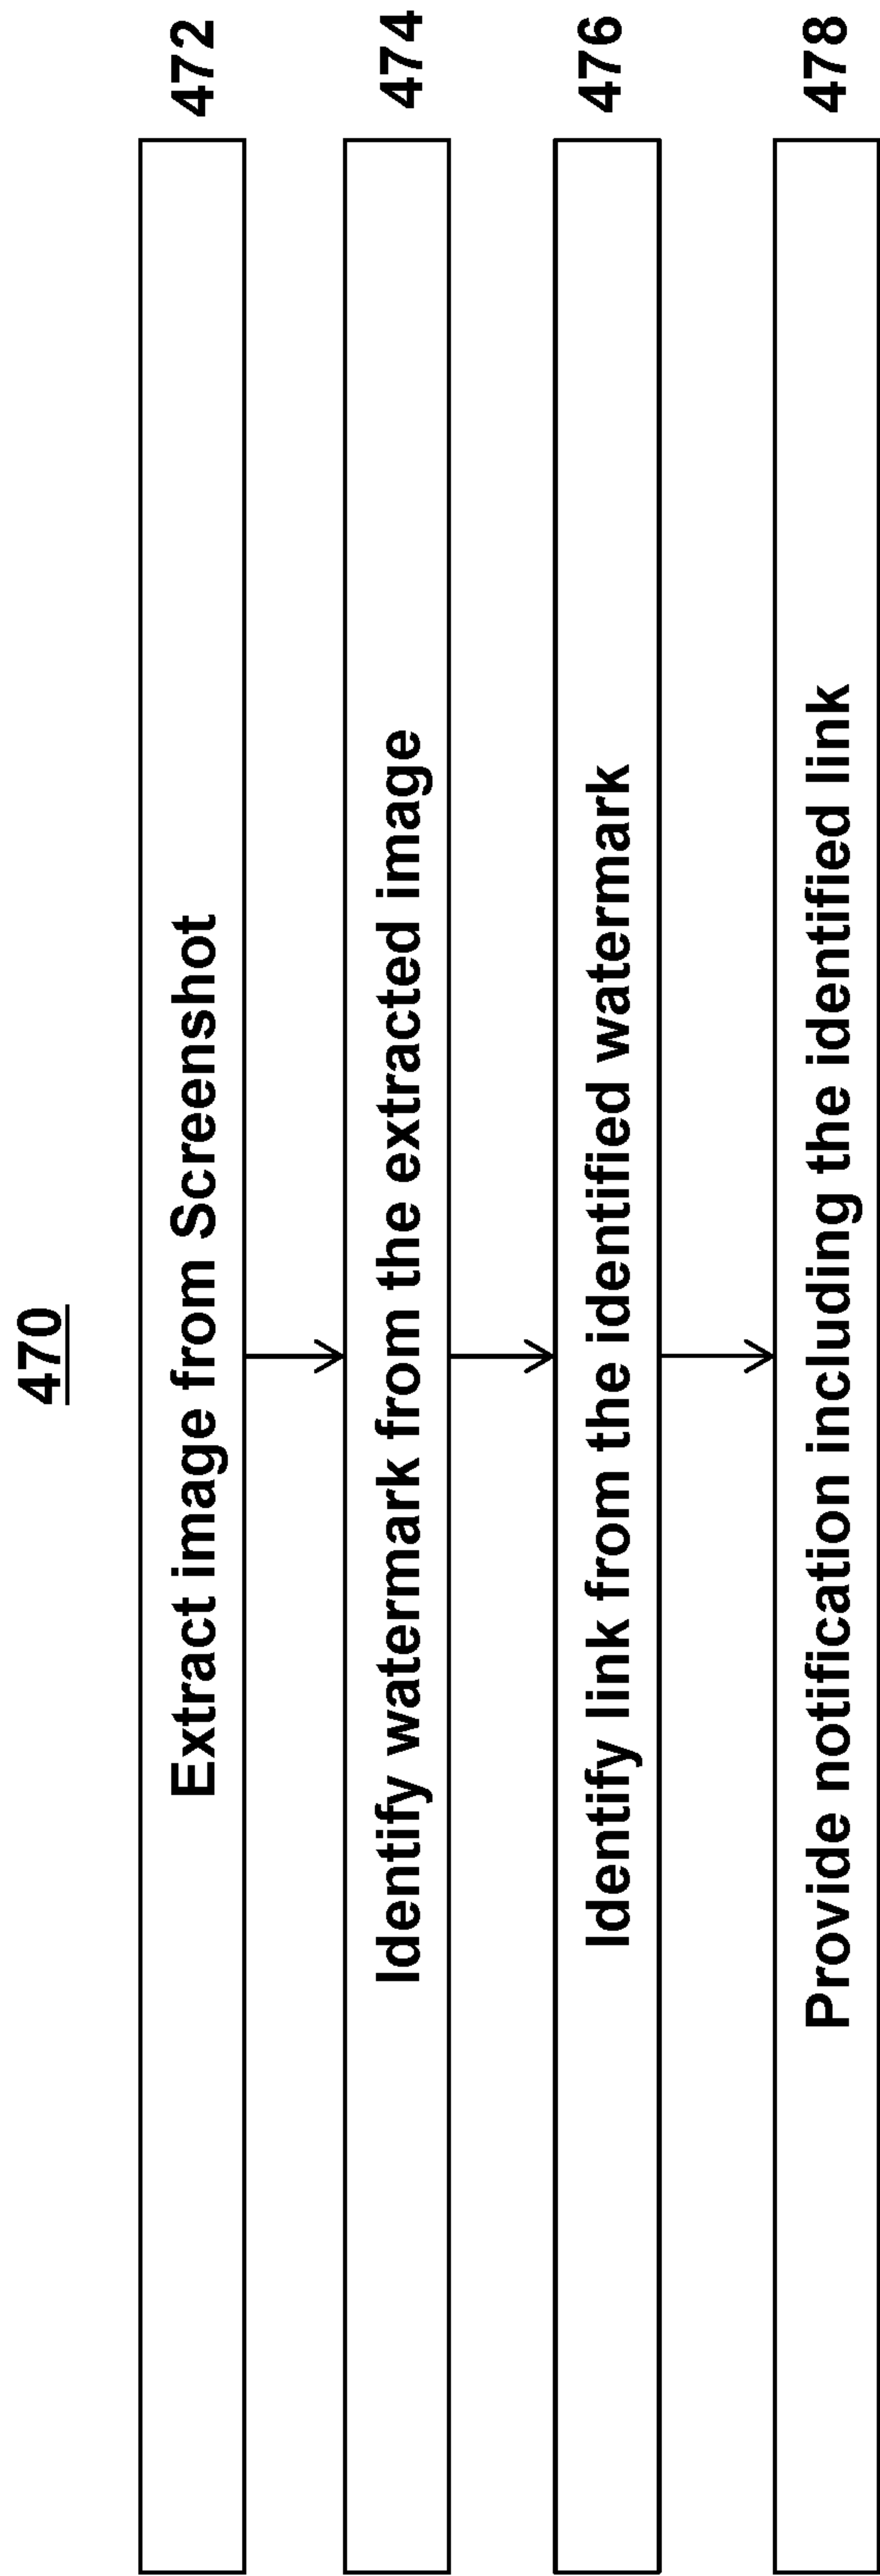 470
Extract image from Screenshot
472
Identify watermark from the extracted image
474
Identify link from the identified watermark
476
Provide notification including the identified link
478